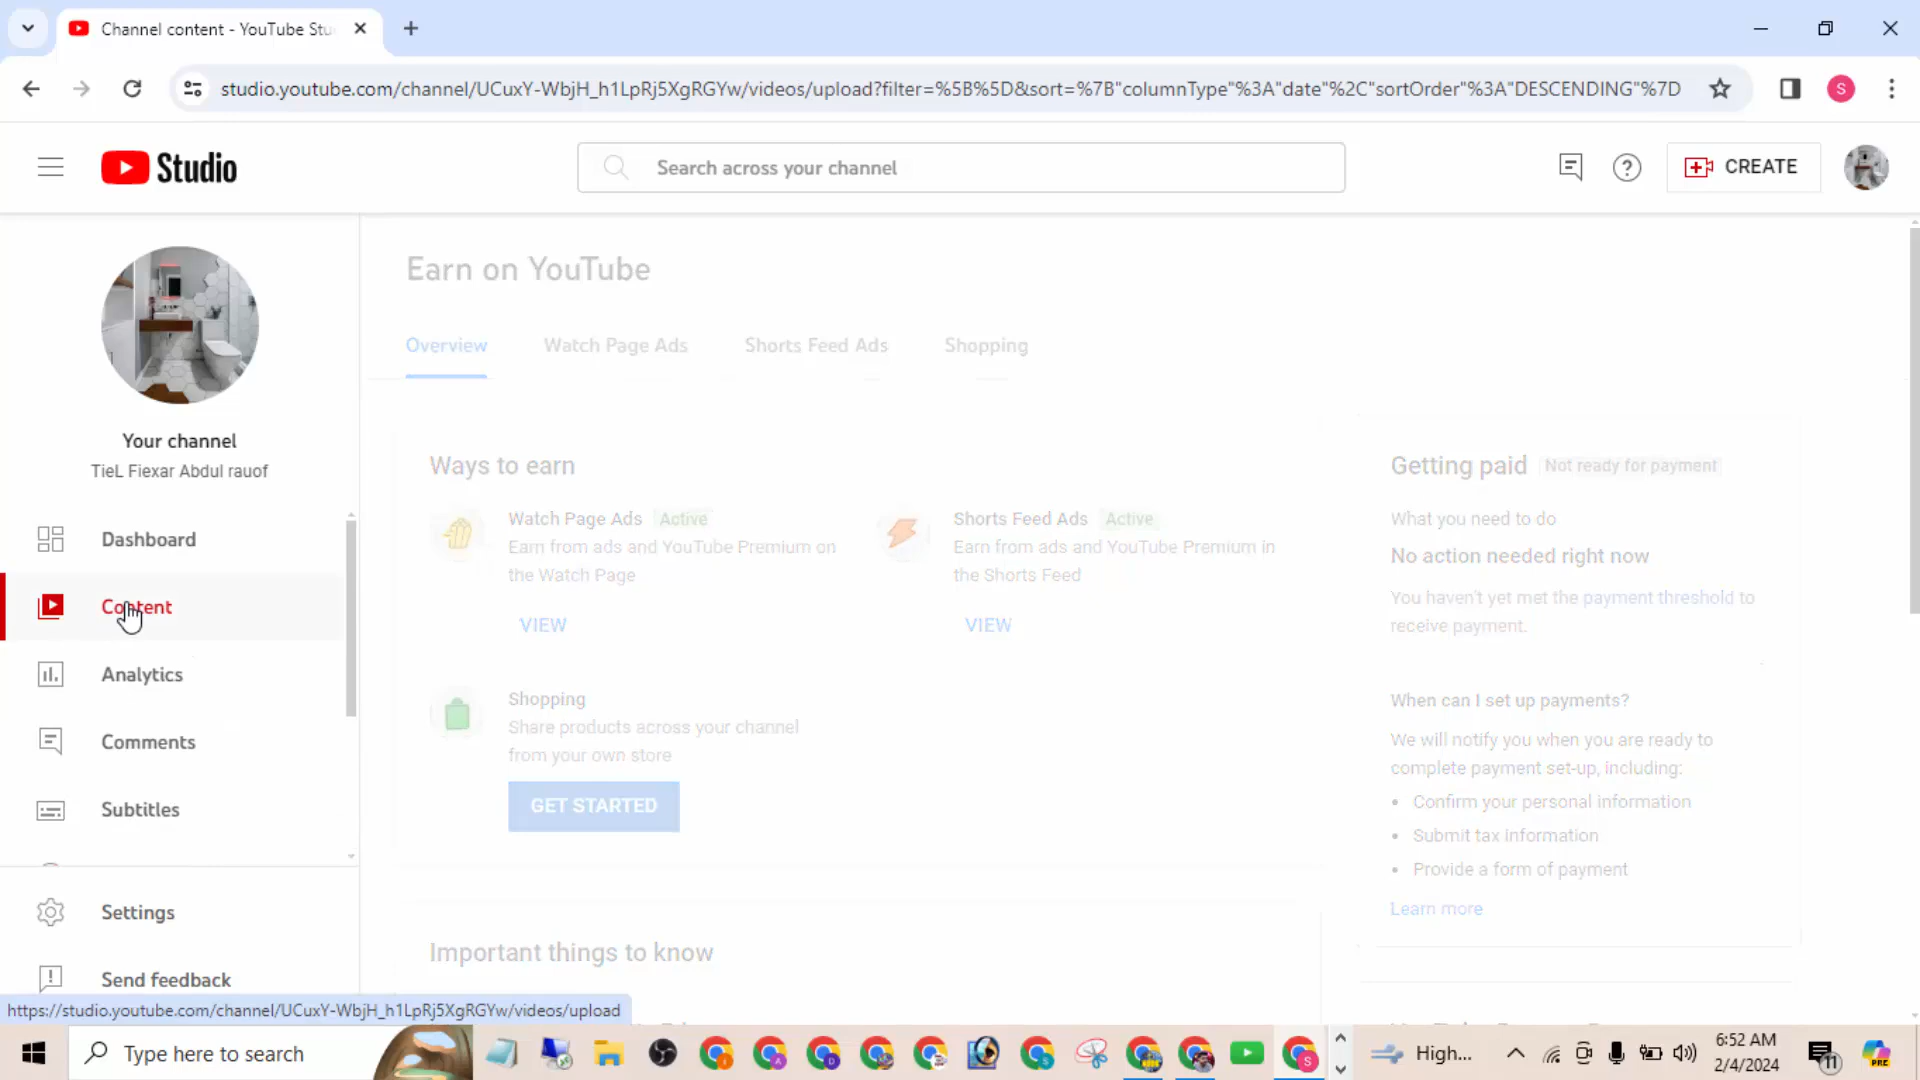 Channel content - YouTube Stu
studio.youtube.com/channel/UCuxY-WbjH_h1LpRj5XgRGYw/videos/upload?filter=%5B%5D&sort=%7B"columnType"%3A"date"%2C"sortOrder"%3A"DESCENDING"%7D
S
Studio
Search across your channel
CREATE
Your channel
TieL Fiexar Abdul rauof
Dashboard
Content
Analytics
Comments
Subtitles
Settings
Send feedback
Earn on YouTube
Overview
Watch Page Ads
Shorts Feed Ads
Shopping
Ways to earn
Watch Page Ads Active
Earn from ads and YouTube Premium on
the Watch Page
VIEW
Shorts Feed Ads Active
Earn from ads and YouTube Premium in
the Shorts Feed
VIEW
Shopping
Share products across your channel
from your own store
GET STARTED
Important things to know
Getting paid Not ready for payment
What you need to do
No action needed right now
You haven't yet met the payment threshold to
receive payment.
When can I set up payments?
We will notify you when you are ready to
complete payment set-up, including:
• Confirm your personal information
• Submit tax information
• Provide a form of payment
Learn more
https://studio.youtube.com/channel/UCuxY-WbjH_h1LpRj5XgRGYw/videos/upload
Type here to search
High...
6:52 AM
2/4/2024
11
PRE